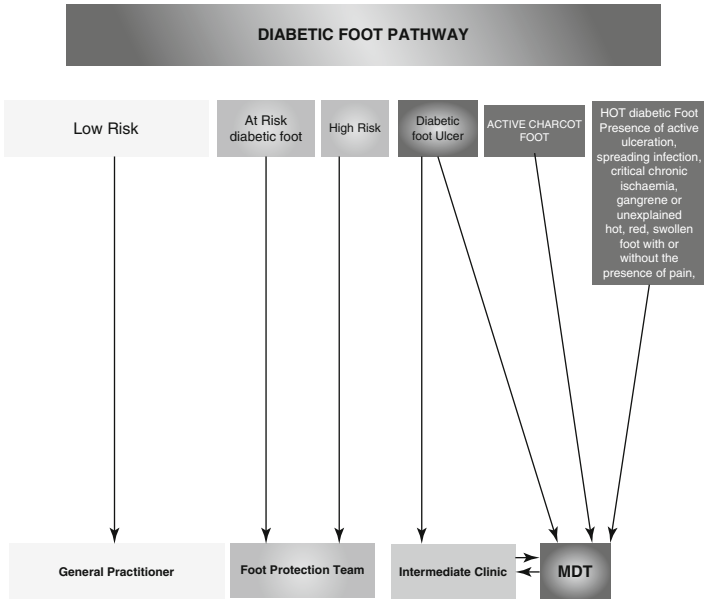 DIABETIC FOOT PATHWAY
Low Risk
At Risk
diabetic foot
High Risk
Diabetic
foot Ulcer
ACTIVE CHARCOT
FOOT
HOT diabetic Foot
Presence of active
ulceration,
spreading infection,
critical chronic
ischaemia,
gangrene or
unexplained
hot, red, swollen
foot with or
without the
presence of pain,
General Practitioner
Foot Protection Team
Intermediate Clinic
MDT